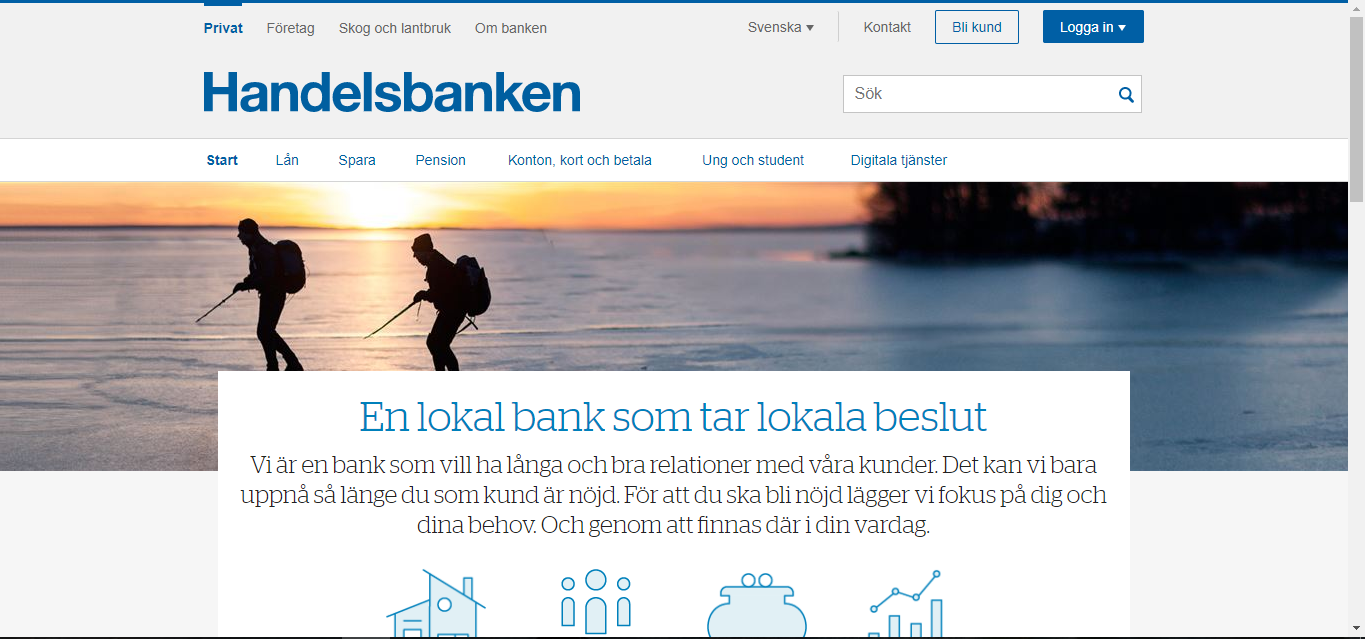 Privat Företag Skog och lantbruk Om banken Svenska Kontakt Bli kund Logga in
Handelsbanken
Sök
Start Lån Spara Pension Konton, kort och betala Ung och student Digitala tjänster
En lokal bank som tar lokala beslut
Vi är en bank som vill ha långa och bra relationer med våra kunder. Det kan vi bara
uppnå så länge du som kund är nöjd. För att du ska bli nöjd lägger vi fokus på dig och
dina behov. Och genom att finnas där i din vardag.